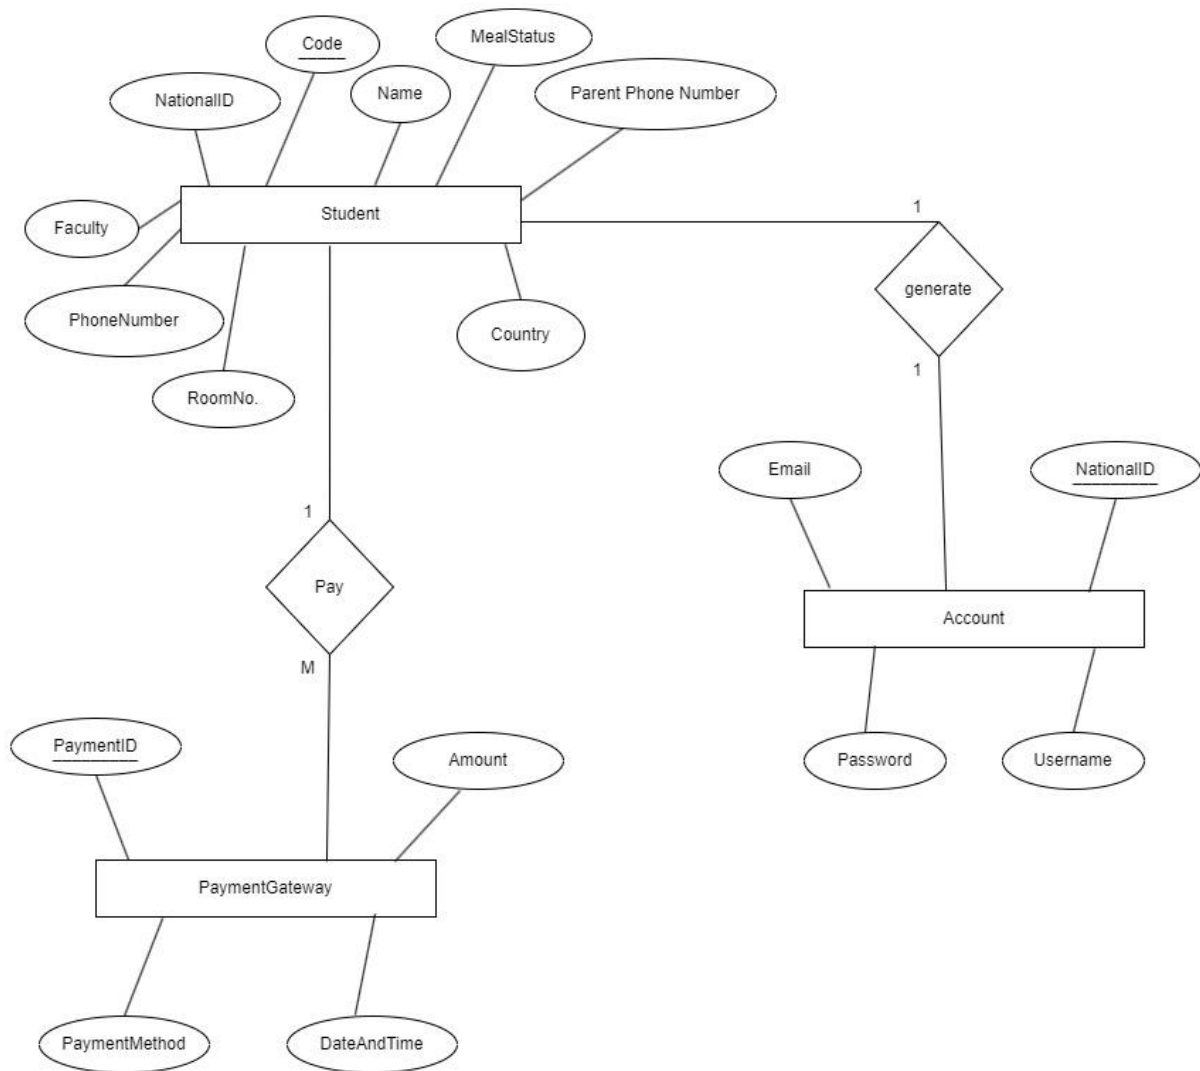 Code
MealStatus
NationalID
Name
Parent Phone Number
Student
Faculty
PhoneNumber
RoomNo.
Country
1
generate
1
Email
NationalID
1
Pay
M
Account
Password
Username
PaymentID
Amount
PaymentGateway
PaymentMethod
DateAndTime